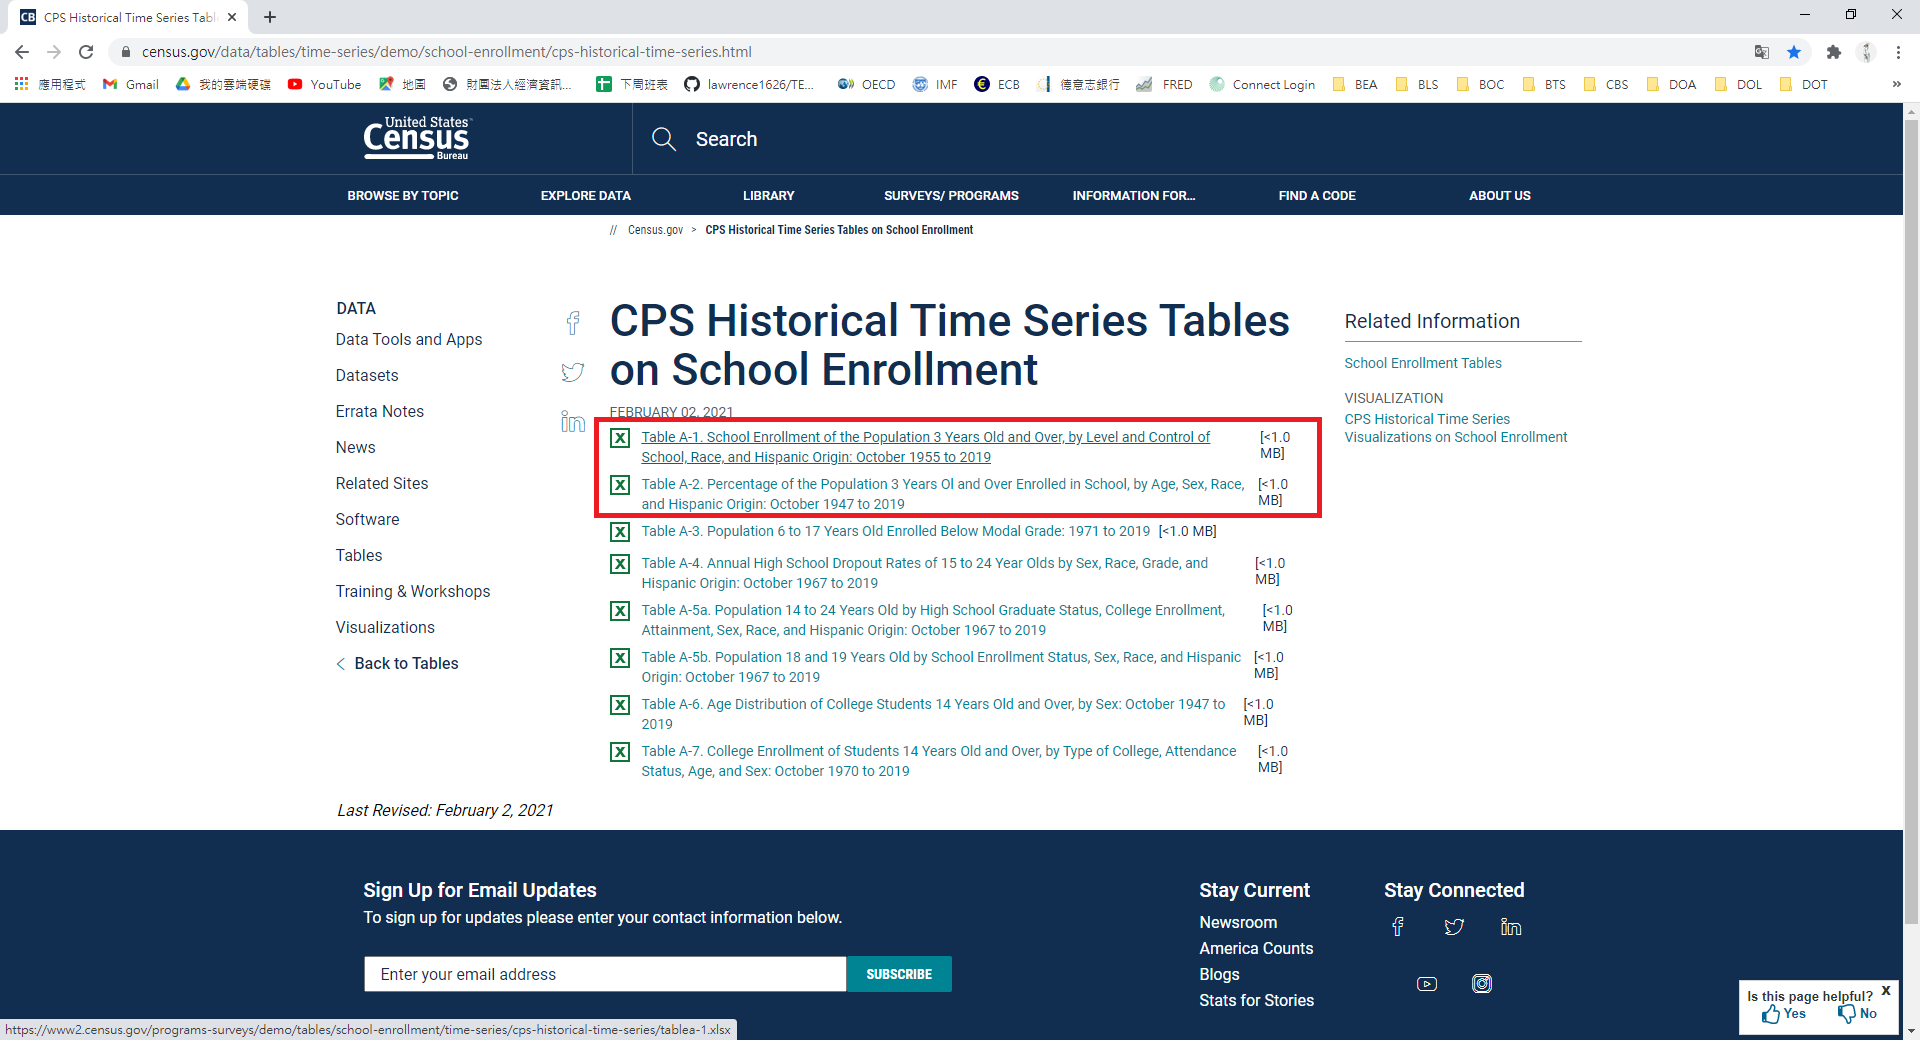 CPS Historical Time Series Tabl
census.gov/data/tables/time-series/demo/school-enrollment/cps-historical-time-series.html
應用程式 Gmail 我的雲端硬碟 YouTube 地圖 財團法人經濟資訊... 下周班表 lawrence1626/TE... OECD IMF ECB 德意志銀行 FRED Connect Login BEA BLS BOC BTS CBS DOA DOL DOT »
United States
Census
Bureau
Search
BROWSE BY TOPIC EXPLORE DATA LIBRARY SURVEYS/ PROGRAMS INFORMATION FOR... FIND A CODE ABOUT US
// Census.gov > CPS Historical Time Series Tables on School Enrollment
DATA
Data Tools and Apps
Datasets
Errata Notes
News
Related Sites
Software
Tables
Training & Workshops
Visualizations
Back to Tables
CPS Historical Time Series Tables
on School Enrollment
FEBRUARY 02, 2021
Table A-1. School Enrollment of the Population 3 Years Old and Over, by Level and Control of [<1.0
School, Race, and Hispanic Origin: October 1955 to 2019 MB]
Table A-2. Percentage of the Population 3 Years Ol and Over Enrolled in School, by Age, Sex, Race, [<1.0
and Hispanic Origin: October 1947 to 2019 MB]
Table A-3. Population 6 to 17 Years Old Enrolled Below Modal Grade: 1971 to 2019 [<1.0 MB]
Table A-4. Annual High School Dropout Rates of 15 to 24 Year Olds by Sex, Race, Grade, and [<1.0
Hispanic Origin: October 1967 to 2019 MB]
Table A-5a. Population 14 to 24 Years Old by High School Graduate Status, College Enrollment, [<1.0
Attainment, Sex, Race, and Hispanic Origin: October 1967 to 2019 MB]
Table A-5b. Population 18 and 19 Years Old by School Enrollment Status, Sex, Race, and Hispanic [<1.0
Origin: October 1967 to 2019 MB]
Table A-6. Age Distribution of College Students 14 Years Old and Over, by Sex: October 1947 to [<1.0
2019 MB]
Table A-7. College Enrollment of Students 14 Years Old and Over, by Type of College, Attendance [<1.0
Status, Age, and Sex: October 1970 to 2019 MB]
Related Information
School Enrollment Tables
VISUALIZATION
CPS Historical Time Series
Visualizations on School Enrollment
Last Revised: February 2, 2021
Sign Up for Email Updates
To sign up for updates please enter your contact information below.
Enter your email address SUBSCRIBE
Stay Current
Newsroom
America Counts
Blogs
Stats for Stories
Stay Connected
Is this page helpful? X
Yes No
https://www2.census.gov/programs-surveys/demo/tables/school-enrollment/time-series/cps-historical-time-series/tablea-1.xlsx